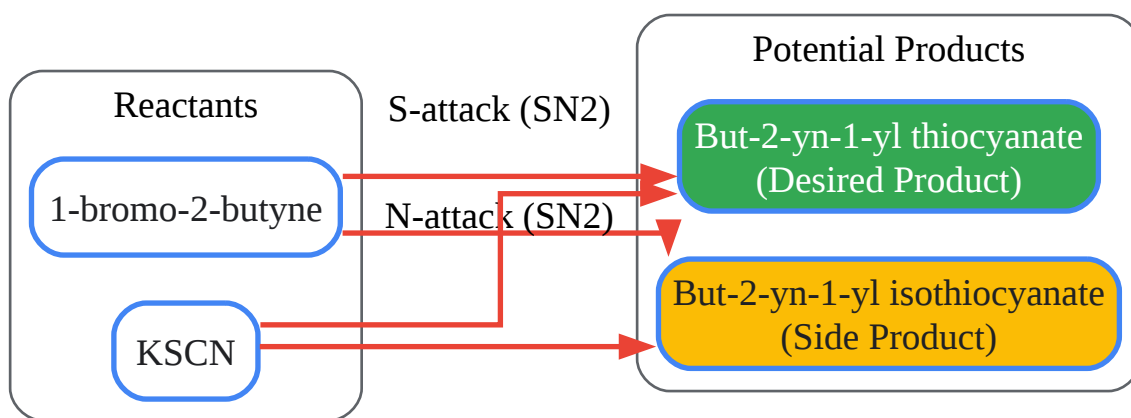 Potential Products
Reactants
S-attack (SN2)
But-2-yn-1-yl thiocyanate
(Desired Product)
1-bromo-2-butyne
N-attack (SN2)
But-2-yn-1-yl isothiocyanate
(Side Product)
KSCN